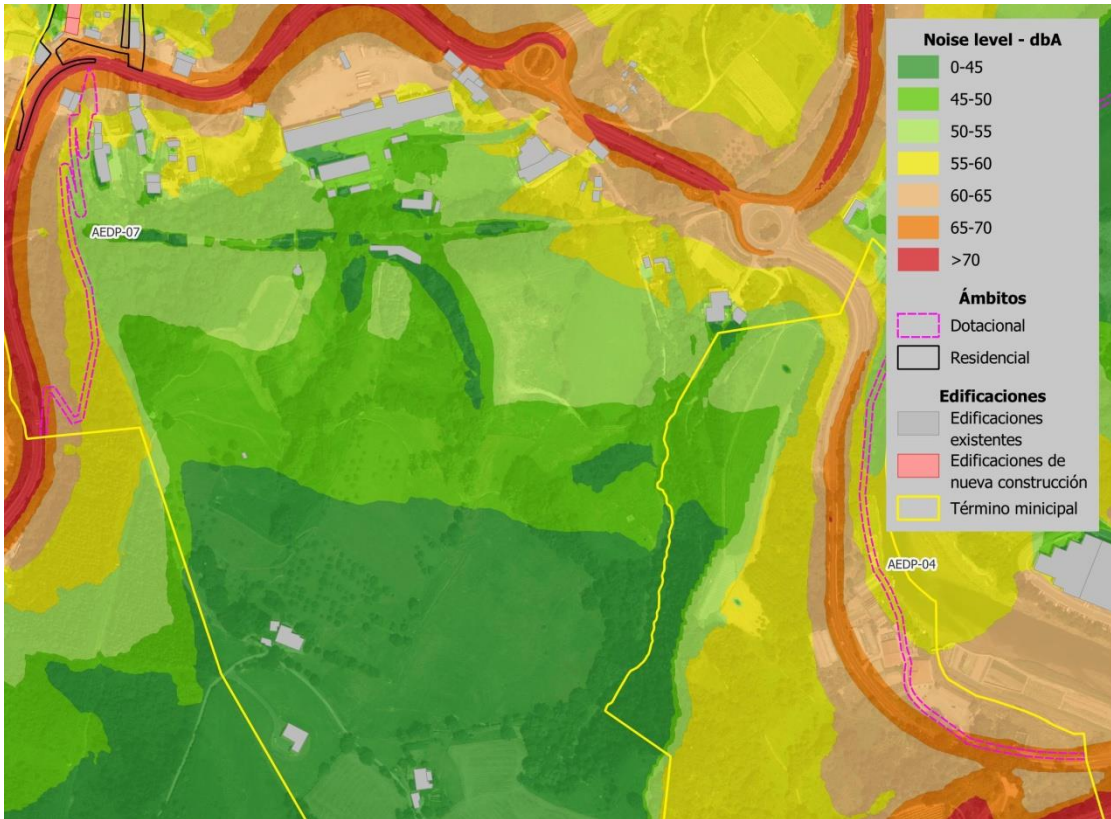 Noise level - dbA
0-45
45-50
50-55
55-60
60-65
65-70
>70
Ámbitos
Dotacional
Residencial
Edificaciones
Edificaciones
existentes
Edificaciones de
nueva construcción
Término minicipal
AEDP-07
AEDP-04